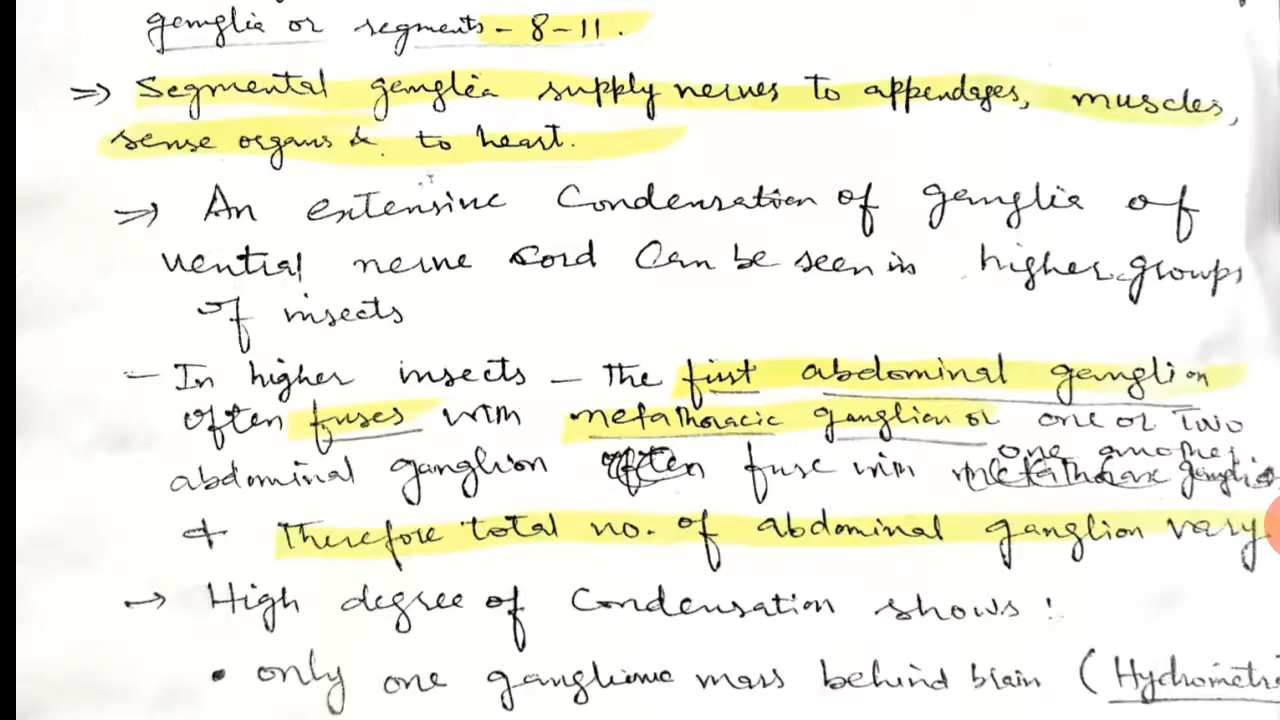 ganglia or segments - 8-11.
=> Segmental ganglia supply nerves to appendages, muscles,
sense organs & to heart.
=> An extensive Condensation of ganglia of
ventral nerve cord Can be seen in higher groups
of insects
- In higher insects - The first abdominal ganglion
often fuses with metathoracic ganglion or one or Two
abdominal ganglion often fuse with one another
& Therefore total no. of abdominal ganglion vary
→ High degree of Condensation shows :
• only one ganglionic mass behind brain (Hydrometr